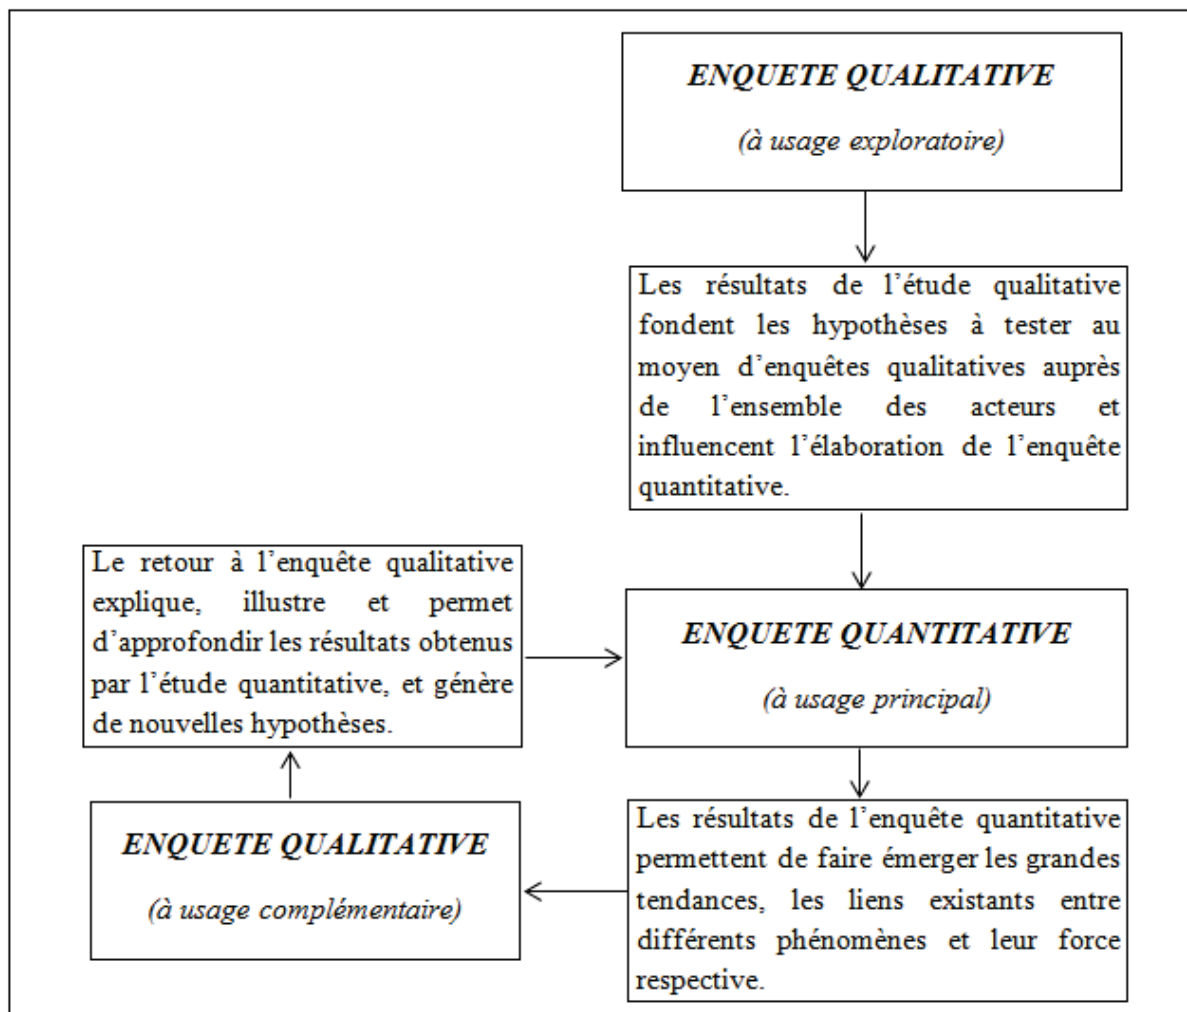 ENQUETE QUALITATIVE
(à usage exploratoire)
Les résultats de l’étude qualitative
fondent les hypothèses à tester au
moyen d’enquêtes qualitatives auprès
de l’ensemble des acteurs et
influencent l’élaboration de l’enquête
quantitative.
ENQUETE QUANTITATIVE
(à usage principal)
Les résultats de l’enquête quantitative
permettent de faire émerger les grandes
tendances, les liens existants entre
différents phénomènes et leur force
respective.
ENQUETE QUALITATIVE
(à usage complémentaire)
Le retour à l’enquête qualitative
explique, illustre et permet
d’approfondir les résultats obtenus
par l’étude quantitative, et génère
de nouvelles hypothèses.